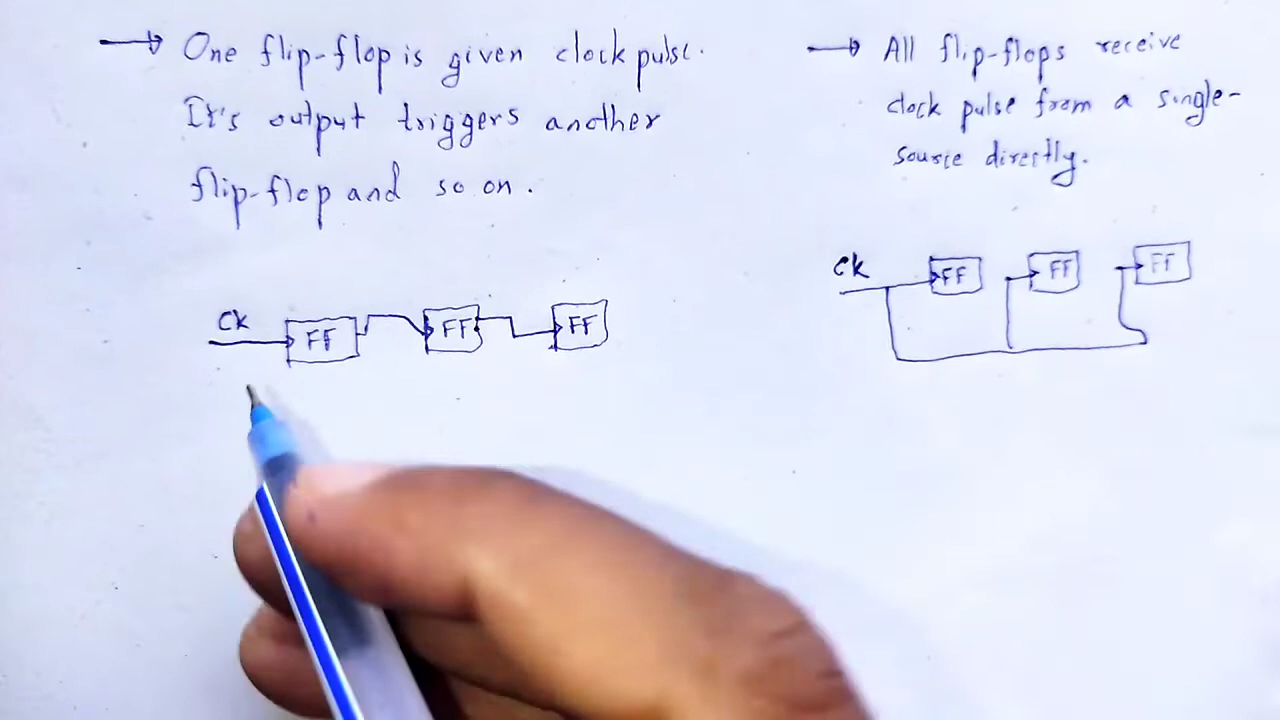 → One flip-flop is given clock pulse.
It's output triggers another
flip-flop and so on.
→ All flip-flops receive
clock pulse from a single-
source directly.
CK FF FF FF
CK FF FF FF